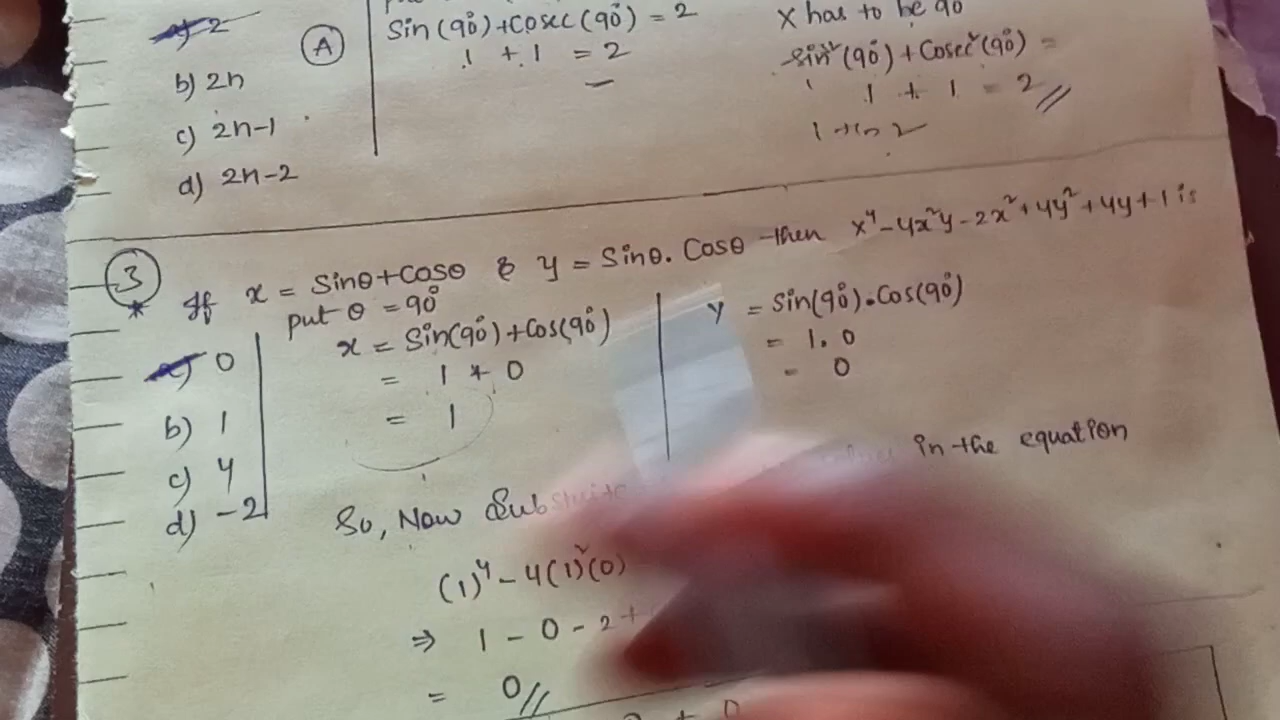 a) 2
b) 2n
c) 2n-1
d) 2n-2
A
Sin(90°)+Cosec(90°) = 2
1 + 1 = 2
x has to be 90
Sin²(90°)+Cosec²(90°) =
1 + 1 = 2
3
If x = Sinθ+Cosθ & y = Sinθ. Cosθ then x⁴-4x²y-2x²+4y²+4y+1 is
put θ = 90°
a) 0
b) 1
c) 4
d) -2
x = Sin(90°)+Cos(90°)
= 1 + 0
= 1
y = Sin(90°).Cos(90°)
= 1. 0
= 0
So, Now Substitute in the equation
(1)⁴-4(1)²(0)
⇒ 1 - 0 - 2 +
= 0//